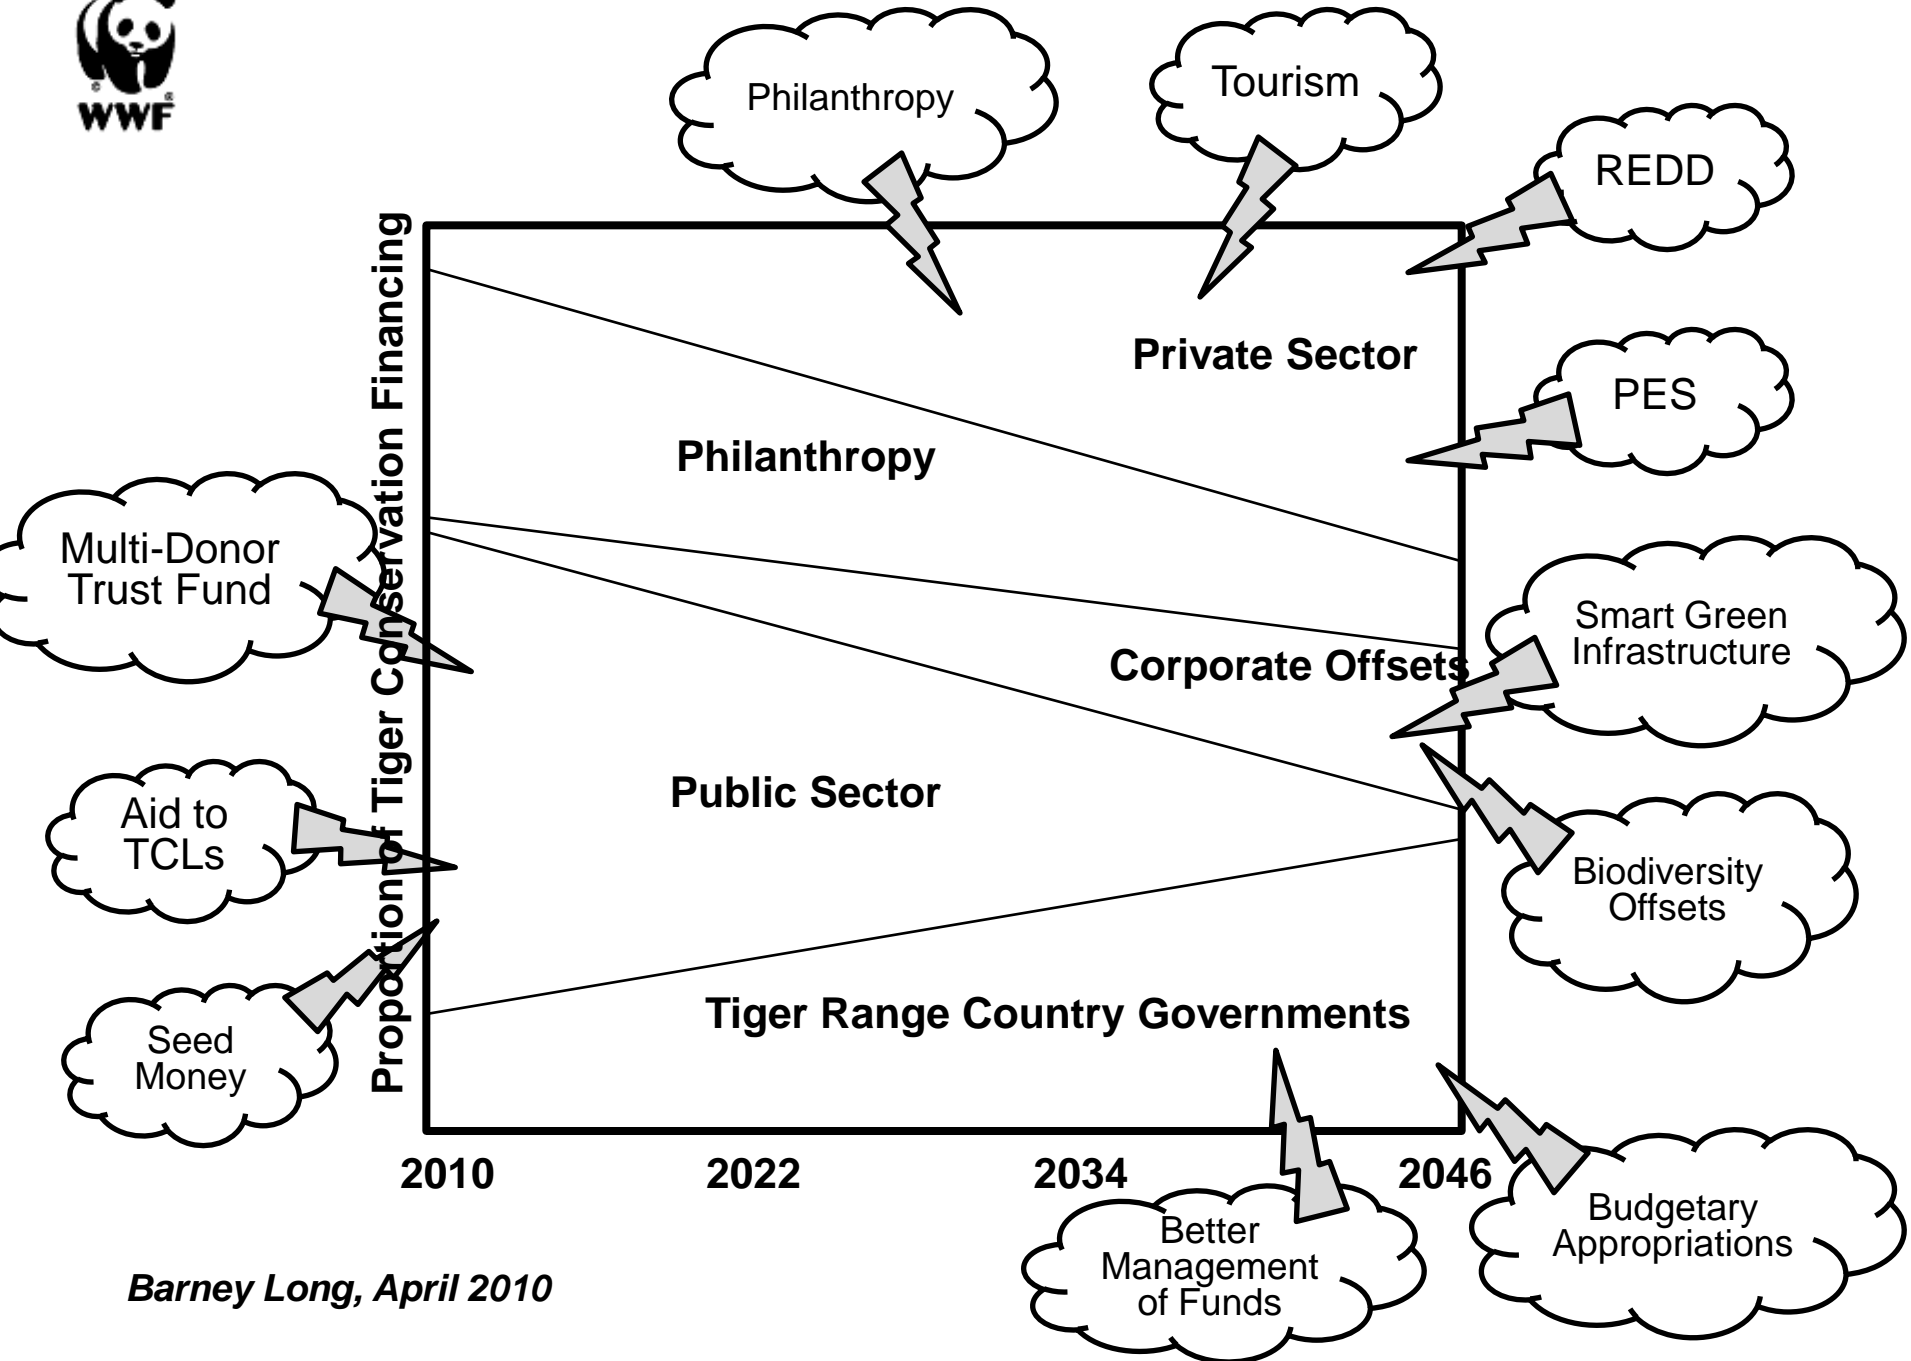 © ®
WWF
Philanthropy
Tourism
REDD
PES
Smart Green
Infrastructure
Biodiversity
Offsets
Budgetary
Appropriations
Better
Management
of Funds
Multi-Donor
Trust Fund
Aid to
TCLs
Seed
Money
Proportion of Tiger Conservation Financing
Private Sector
Philanthropy
Corporate Offsets
Public Sector
Tiger Range Country Governments
2010 2022 2034 2046
Barney Long, April 2010